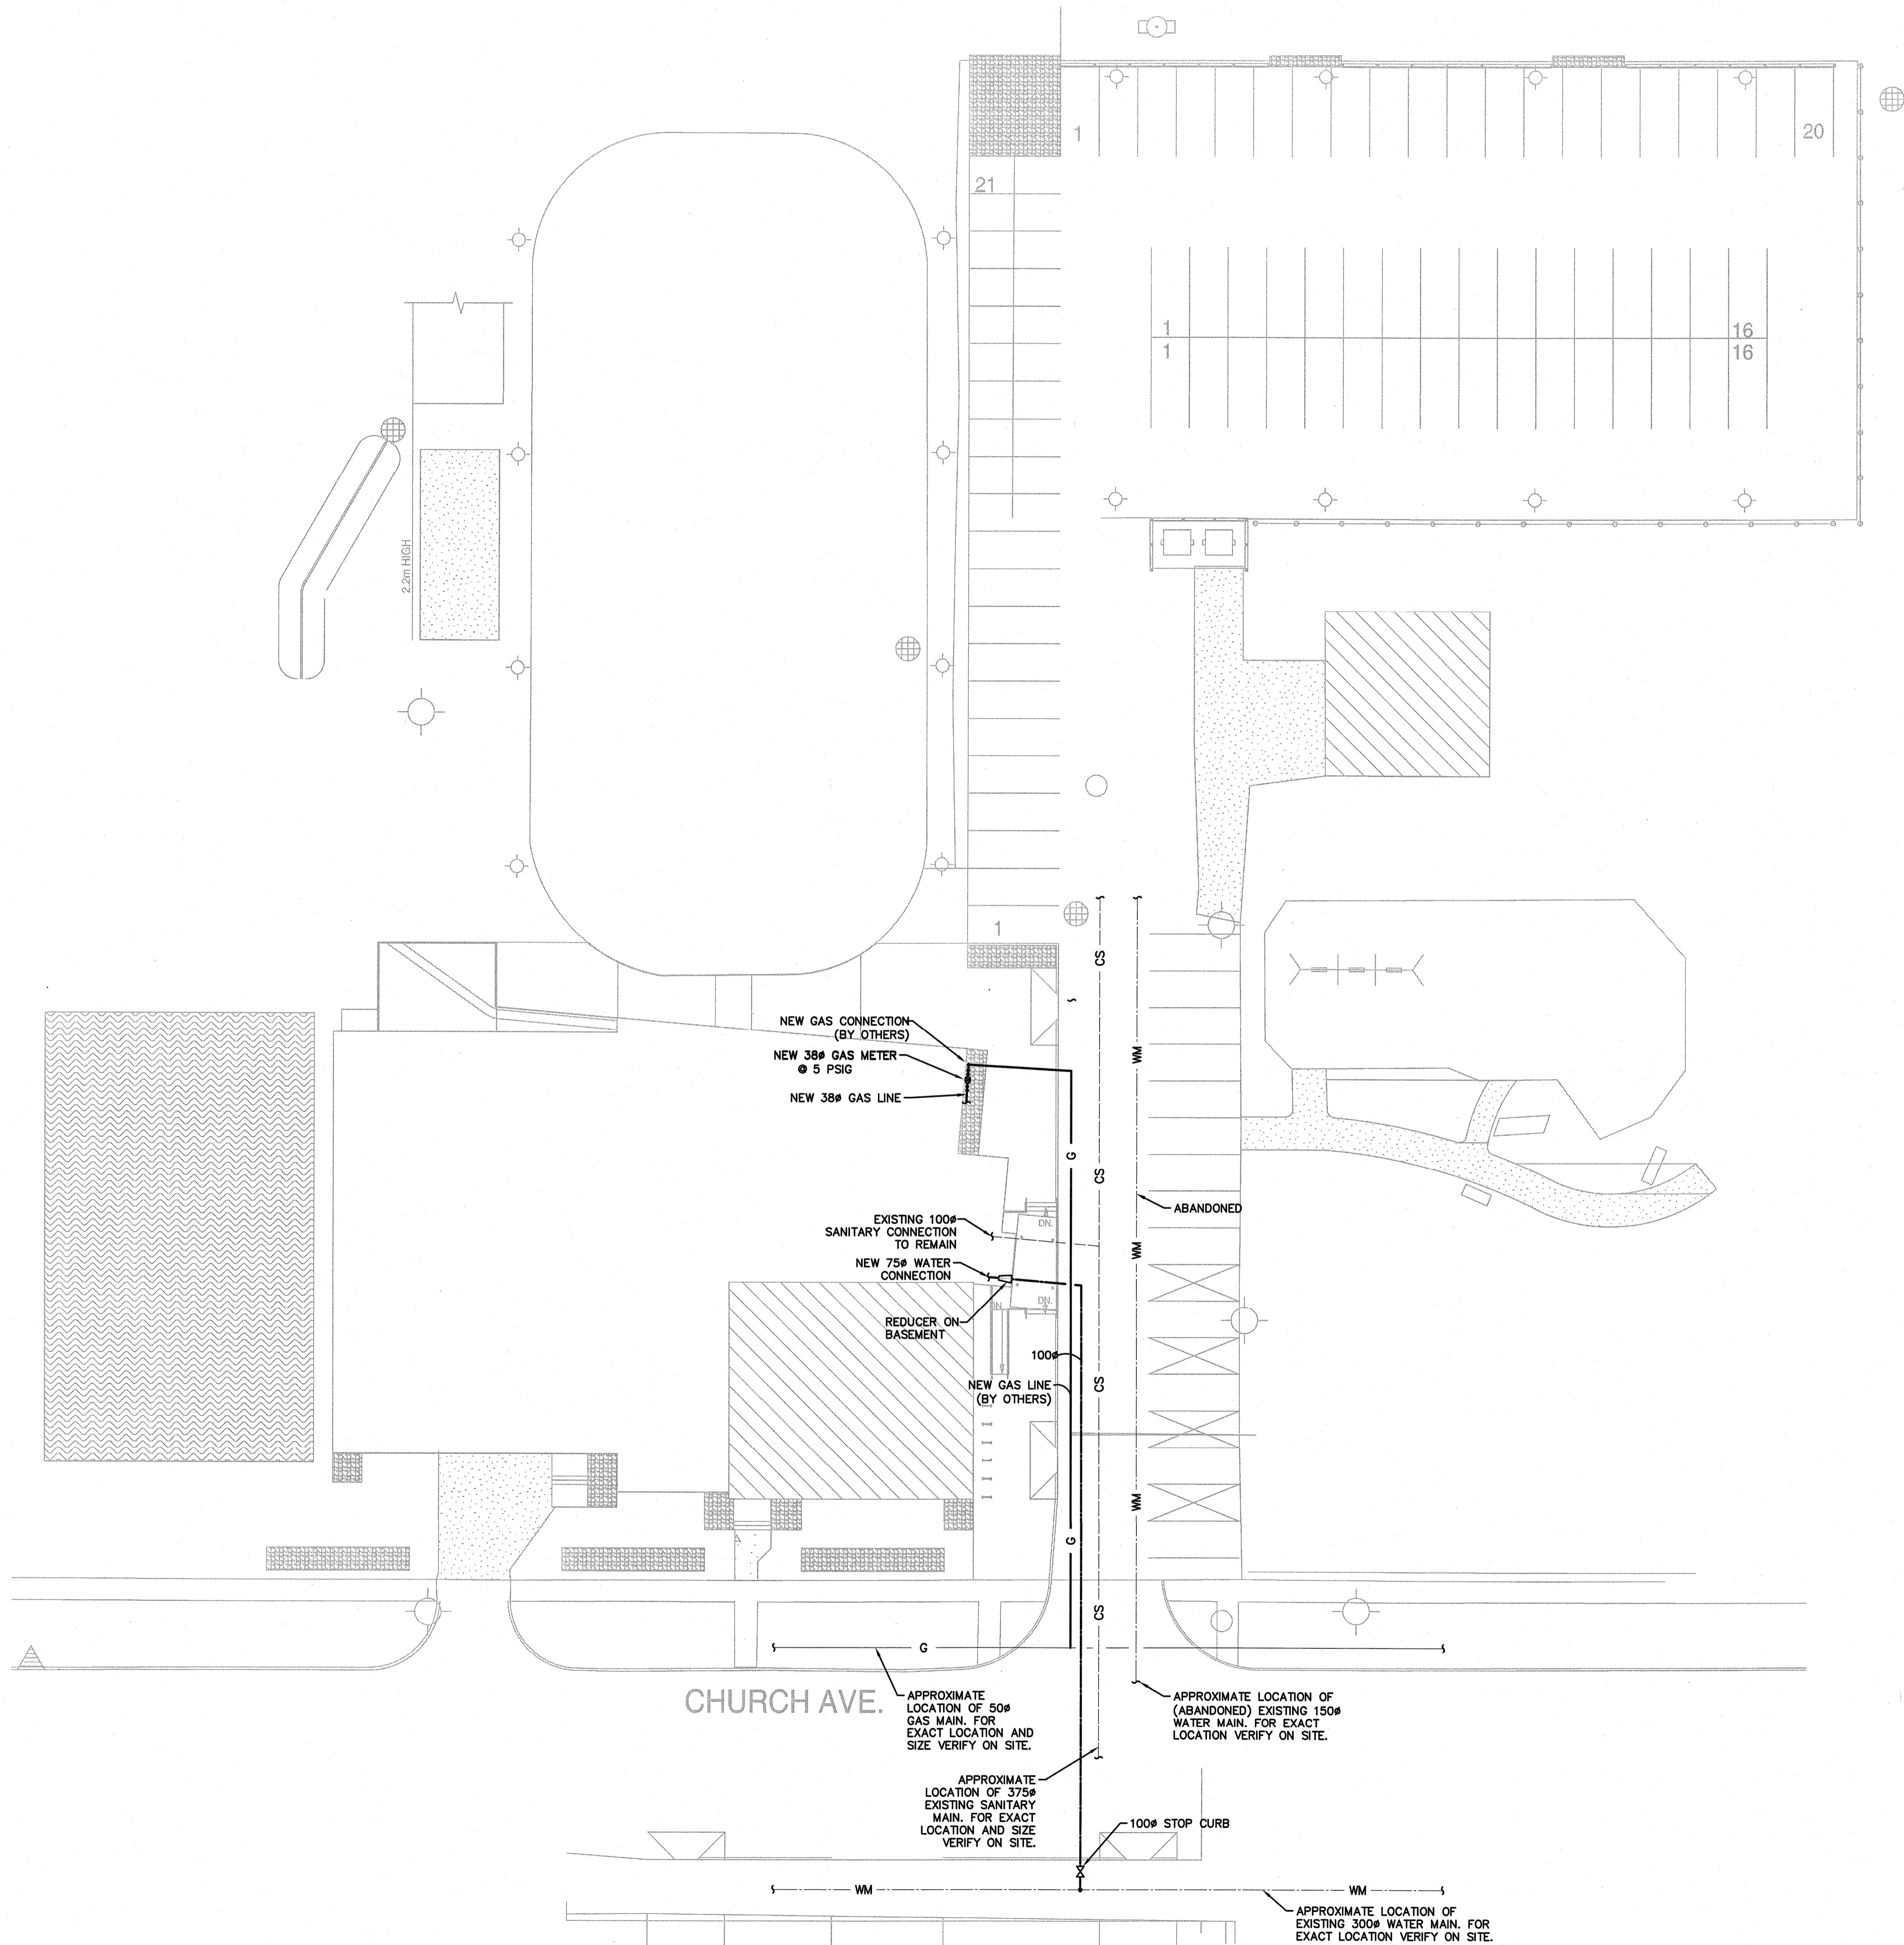 1
20
21
1
16
1
16
2.2m HIGH
1
CS
NEW GAS CONNECTION
(BY OTHERS)
NEW 38ø GAS METER
@ 5 PSIG
NEW 38ø GAS LINE
WM
G
CS
ABANDONED
EXISTING 100ø
SANITARY CONNECTION
TO REMAIN
DN.
WM
NEW 75ø WATER
CONNECTION
DN.
REDUCER ON
BASEMENT
100ø
NEW GAS LINE
(BY OTHERS)
CS
WM
G
CS
G
CHURCH AVE.
APPROXIMATE
LOCATION OF 50ø
GAS MAIN. FOR
EXACT LOCATION AND
SIZE VERIFY ON SITE.
APPROXIMATE LOCATION OF
(ABANDONED) EXISTING 150ø
WATER MAIN. FOR EXACT
LOCATION VERIFY ON SITE.
APPROXIMATE
LOCATION OF 375ø
EXISTING SANITARY
MAIN. FOR EXACT
LOCATION AND SIZE
VERIFY ON SITE.
100ø STOP CURB
WM
WM
APPROXIMATE LOCATION OF
EXISTING 300ø WATER MAIN. FOR
EXACT LOCATION VERIFY ON SITE.